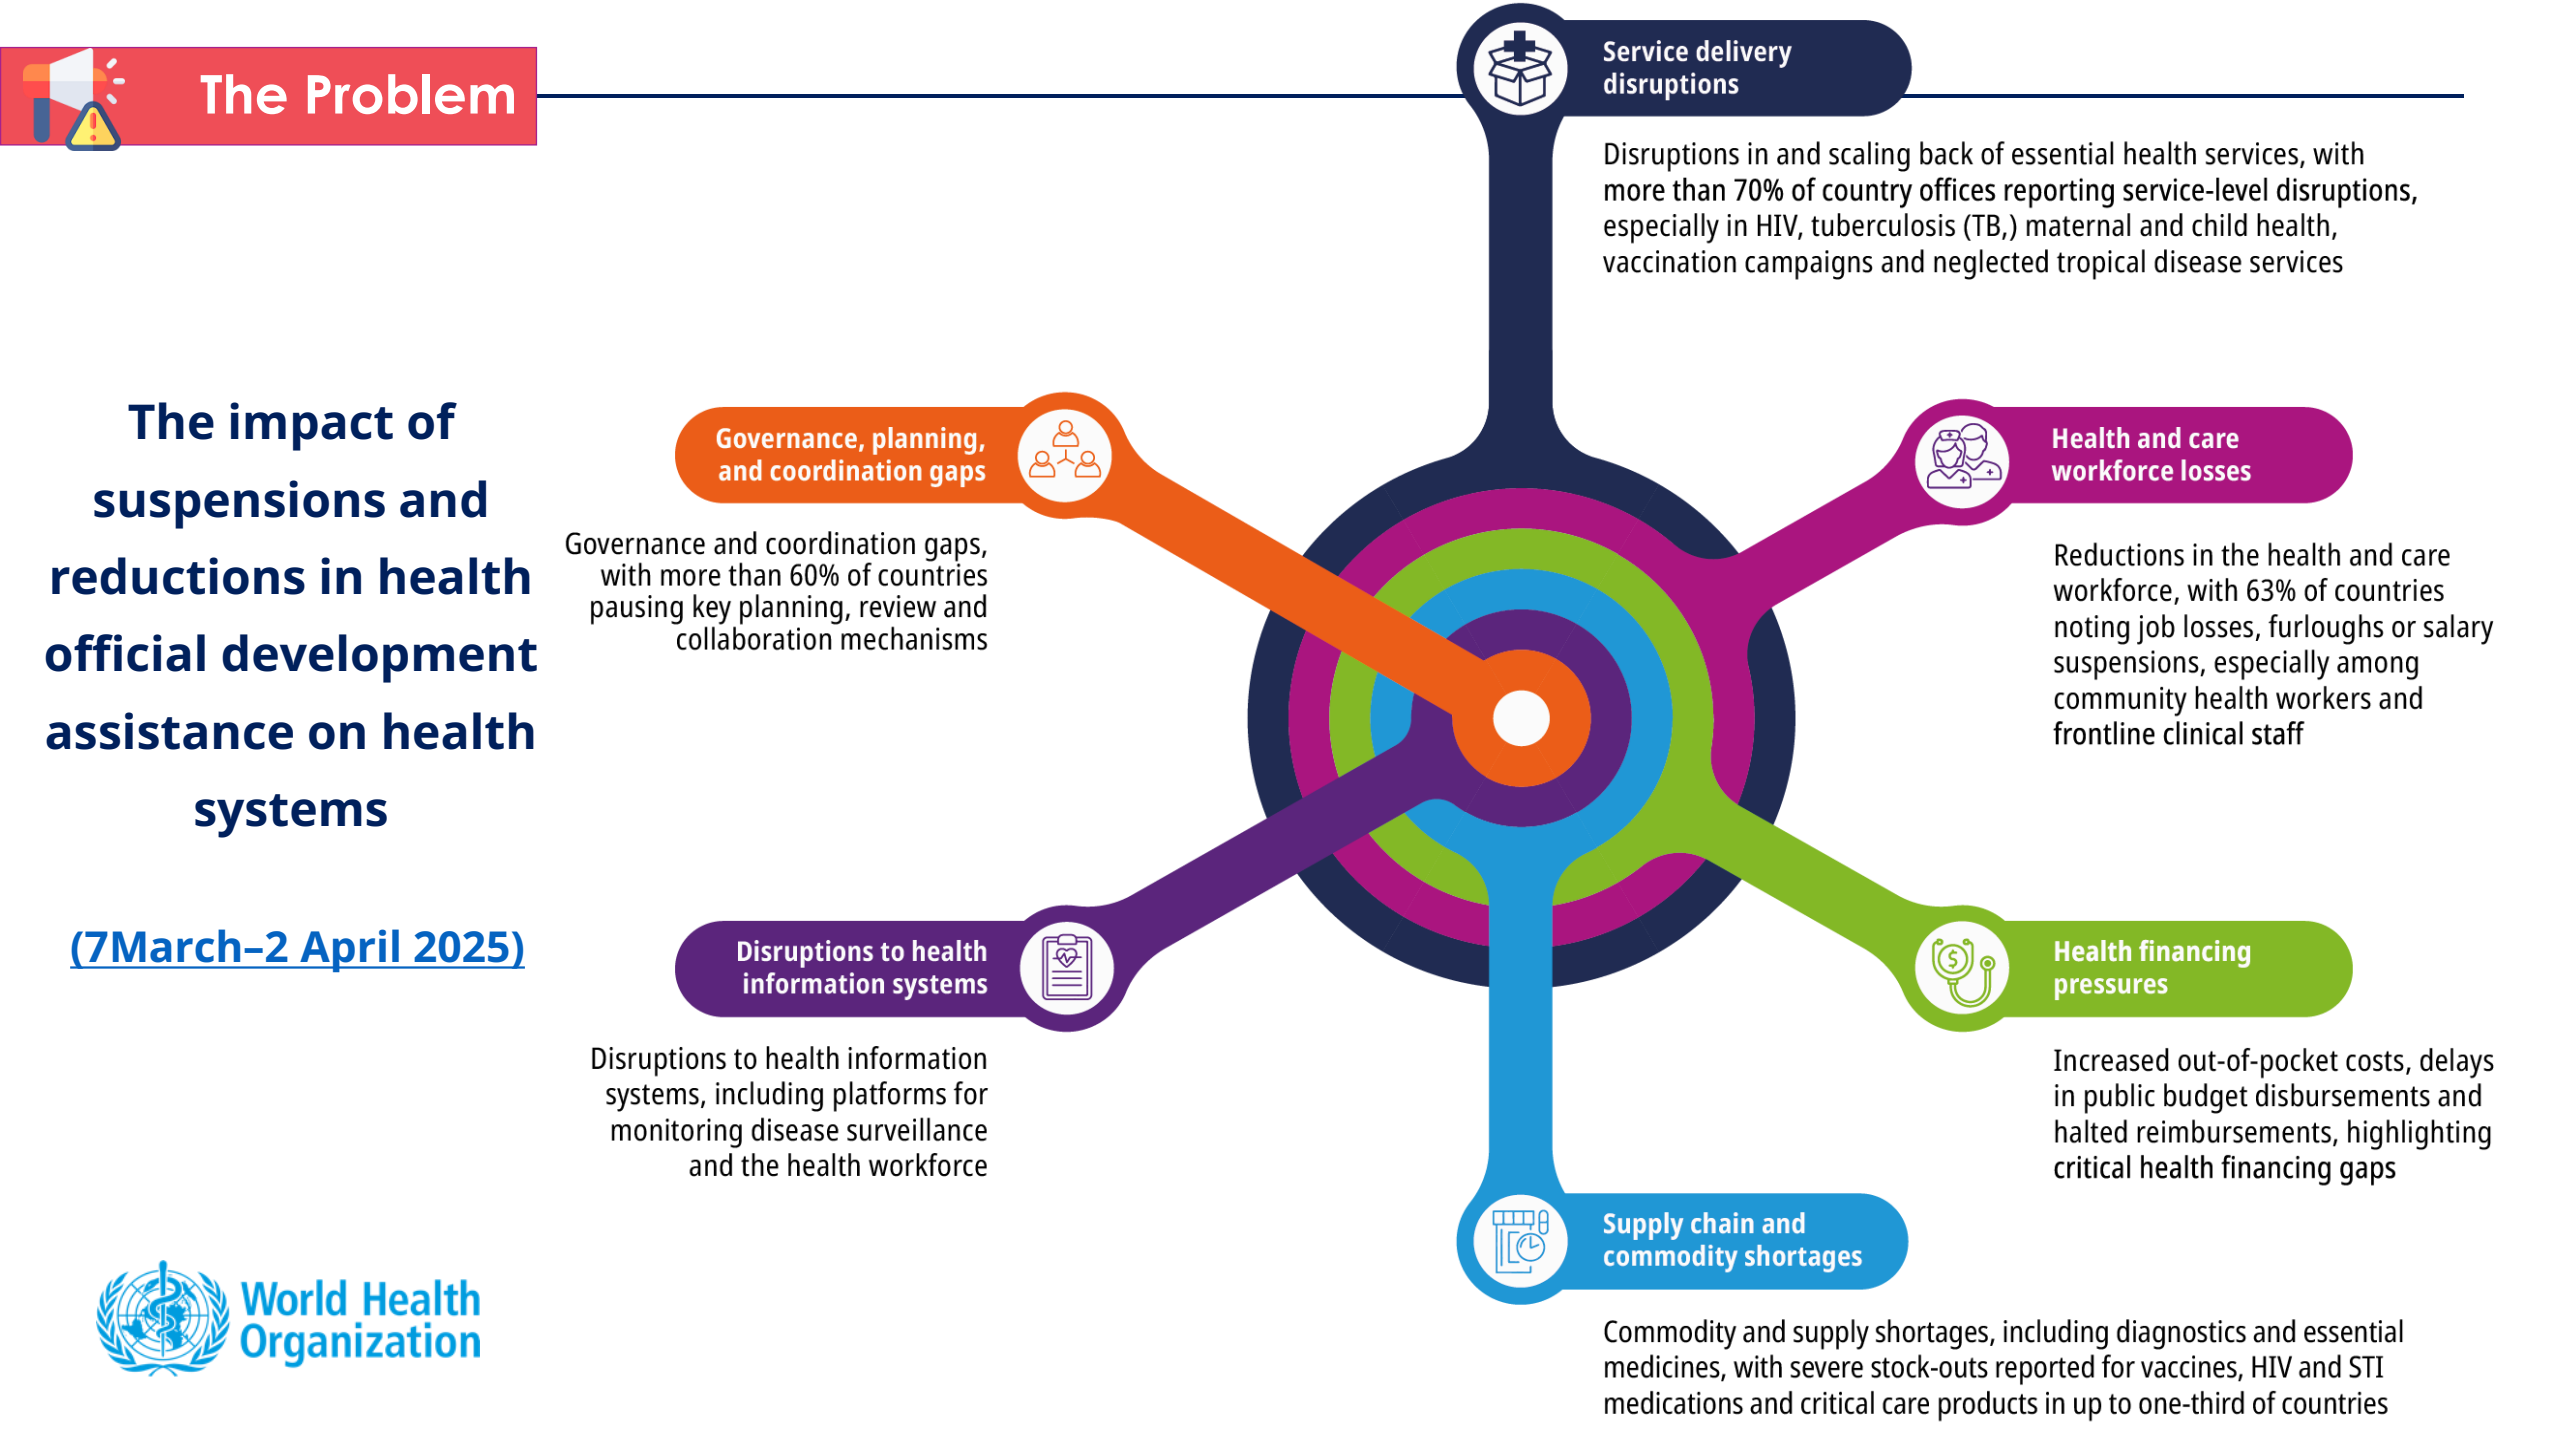 The Problem
The impact of
suspensions and
reductions in health
official development
assistance on health
systems
(7March–2 April 2025)
World Health
Organization
Service delivery
disruptions
Disruptions in and scaling back of essential health services, with
more than 70% of country offices reporting service-level disruptions,
especially in HIV, tuberculosis (TB,) maternal and child health,
vaccination campaigns and neglected tropical disease services
Governance, planning,
and coordination gaps
Governance and coordination gaps,
with more than 60% of countries
pausing key planning, review and
collaboration mechanisms
Health and care
workforce losses
Reductions in the health and care
workforce, with 63% of countries
noting job losses, furloughs or salary
suspensions, especially among
community health workers and
frontline clinical staff
Disruptions to health
information systems
Disruptions to health information
systems, including platforms for
monitoring disease surveillance
and the health workforce
Health financing
pressures
Increased out-of-pocket costs, delays
in public budget disbursements and
halted reimbursements, highlighting
critical health financing gaps
Supply chain and
commodity shortages
Commodity and supply shortages, including diagnostics and essential
medicines, with severe stock-outs reported for vaccines, HIV and STI
medications and critical care products in up to one-third of countries